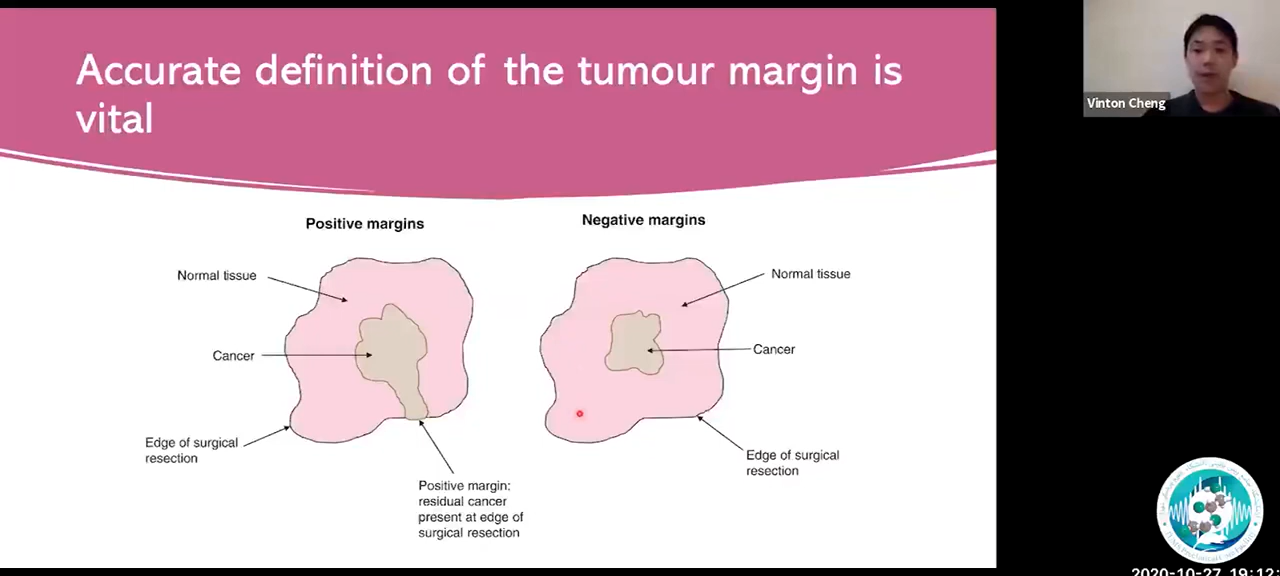 Accurate definition of the tumour margin is
vital
Vinton Cheng
Positive margins
Negative margins
Normal tissue
Normal tissue
Cancer
Cancer
Edge of surgical
resection
Edge of surgical
resection
Positive margin:
residual cancer
present at edge of
surgical resection
2020-10-27 19:12: